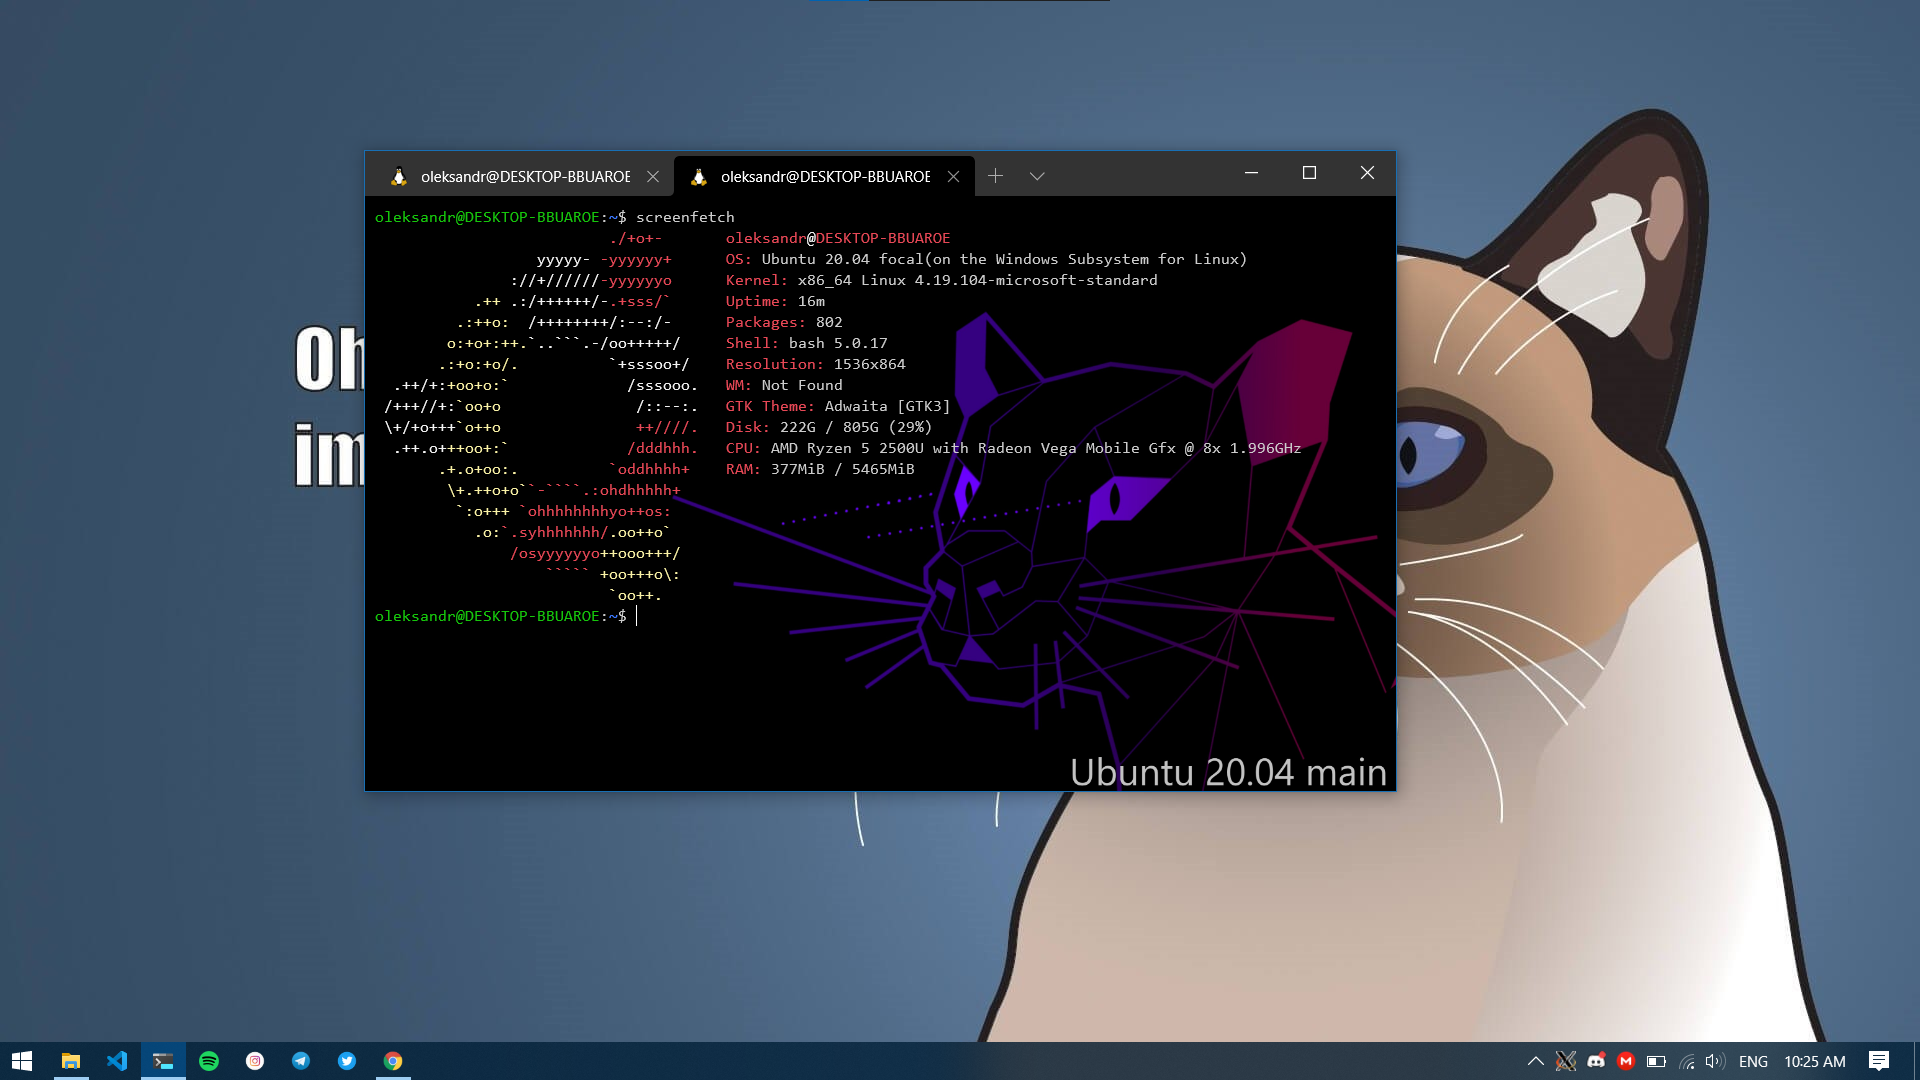 oleksandr@DESKTOP-BBUAROE
oleksandr@DESKTOP-BBUAROE
oleksandr@DESKTOP-BBUAROE:~$ screenfetch
                          ./+o+-       oleksandr@DESKTOP-BBUAROE
                  yyyyy- -yyyyyy+      OS: Ubuntu 20.04 focal(on the Windows Subsystem for Linux)
               ://+//////-yyyyyyo      Kernel: x86_64 Linux 4.19.104-microsoft-standard
           .++ .:/++++++/-.+sss/`      Uptime: 16m
         .:++o:  /++++++++/:--:/-      Packages: 802
        o:+o+:++.`..```.-/oo+++++/     Shell: bash 5.0.17
       .:+o:+o/.          `+sssoo+/    Resolution: 1536x864
  .++/+:+oo+o:`             /sssooo.   WM: Not Found
 /+++//+:`oo+o               /::--:.   GTK Theme: Adwaita [GTK3]
 \+/+o+++`o++o               ++////.   Disk: 222G / 805G (29%)
  .++.o+++oo+:`             /dddhhh.   CPU: AMD Ryzen 5 2500U with Radeon Vega Mobile Gfx @ 8x 1.996GHz
       .+.o+oo:.          `oddhhhh+    RAM: 377MiB / 5465MiB
        \+.++o+o``-````.:ohdhhhhh+
         `:o+++ `ohhhhhhhhyo++os:
           .o:`.syhhhhhhh/.oo++o`
               /osyyyyyyo++ooo+++/
                   ````` +oo+++o\:
                          `oo++.
oleksandr@DESKTOP-BBUAROE:~$
Ubuntu 20.04 main
Oh
im
ENG
10:25 AM